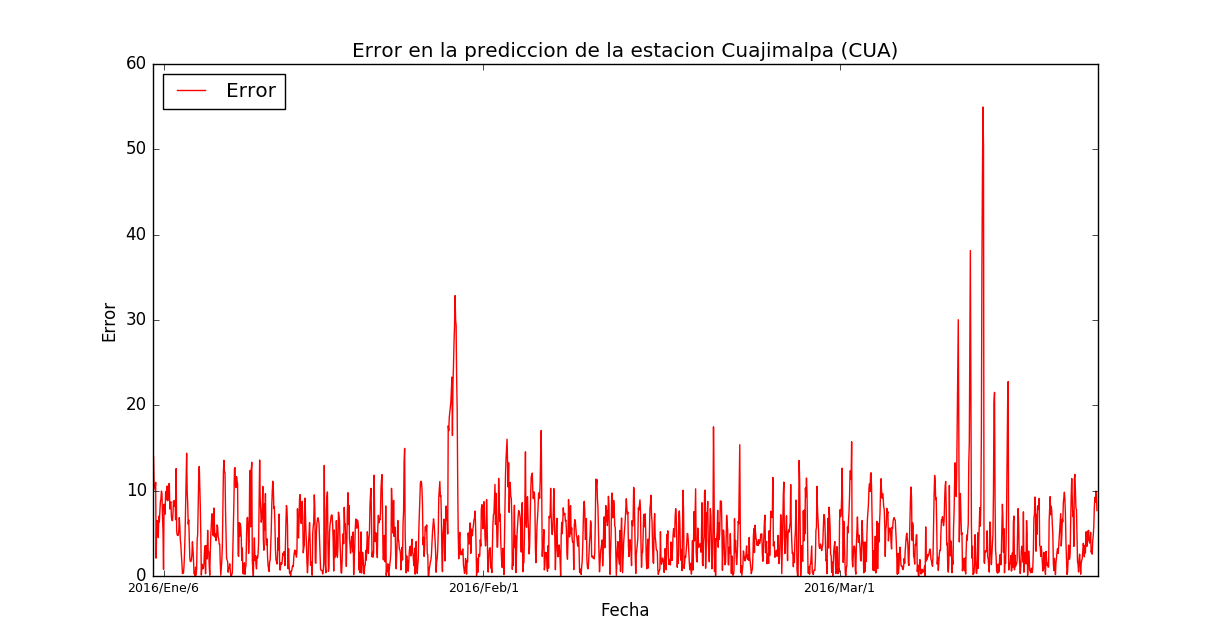 Error en la prediccion de la estacion Cuajimalpa (CUA)
60
Error
50
40
30
20
10
0
Error
2016/Ene/6
2016/Feb/1
2016/Mar/1
Fecha